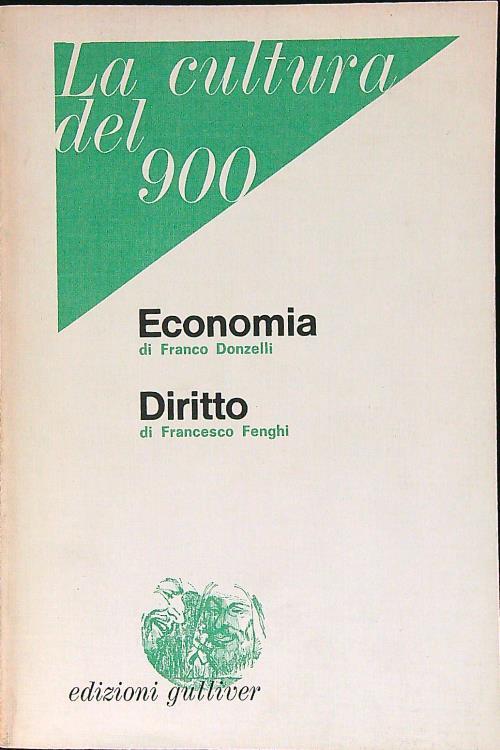 La cultura
del
900
Economia
di Franco Donzelli
Diritto
di Francesco Fenghi
edizioni gulliver